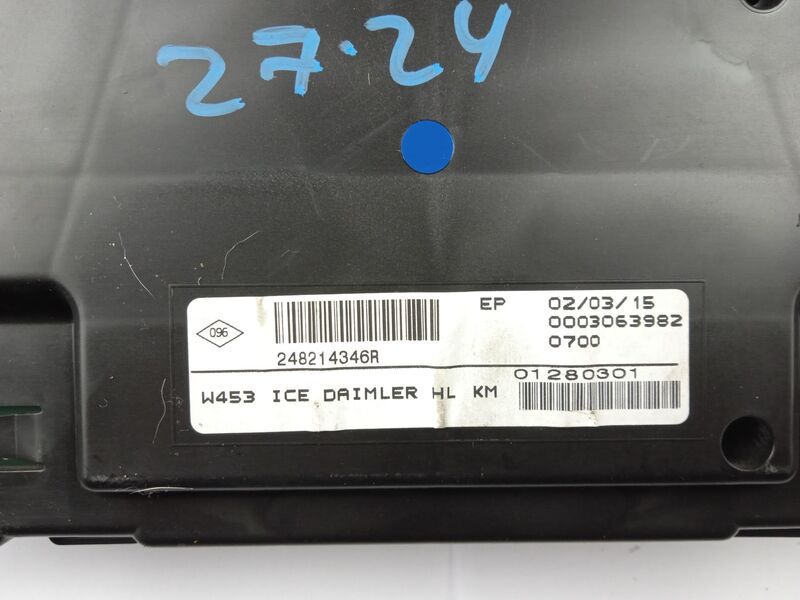 27.24
EP 02/03/15
0003063982
096
0700
248214346R
01280301
W453 ICE DAIMLER HL KM